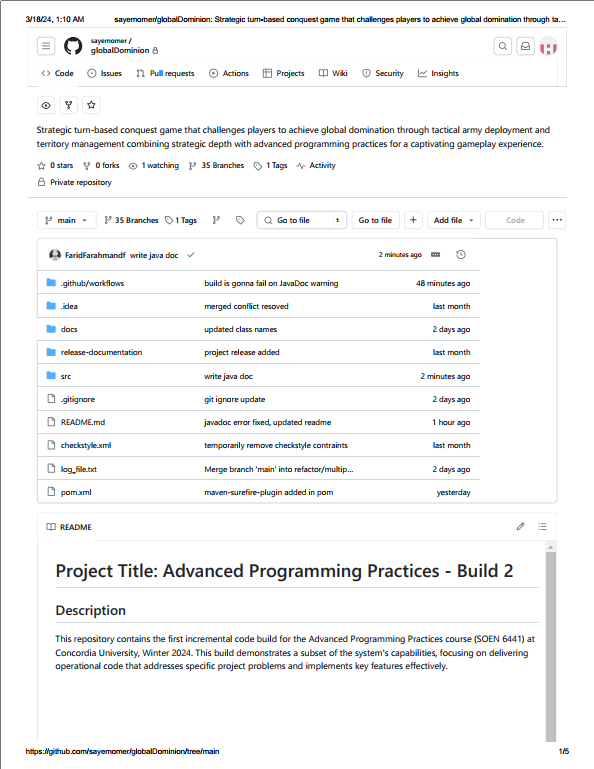 3/18/24, 1:10 AM sayemomer/globalDominion: Strategic turn-based conquest game that challenges players to achieve global domination through ta…
sayemomer /
globalDominion
Code Issues Pull requests Actions Projects Wiki Security Insights
Strategic turn-based conquest game that challenges players to achieve global domination through tactical army deployment and
territory management combining strategic depth with advanced programming practices for a captivating gameplay experience.
0 stars 0 forks 1 watching 35 Branches 1 Tags Activity
Private repository
main 35 Branches 1 Tags Go to file t Go to file + Add file Code ...
FaridFarahmandf write java doc 2 minutes ago
.github/workflows build is gonna fail on JavaDoc warning 48 minutes ago
.idea merged conflict resoved last month
docs updated class names 2 days ago
release-documentation project release added last month
src write java doc 2 minutes ago
.gitignore git ignore update 2 days ago
README.md javadoc error fixed, updated readme 1 hour ago
checkstyle.xml temporarily remove checkstyle contraints last month
log_file.txt Merge branch 'main' into refactor/multip... 2 days ago
pom.xml maven-surefire-plugin added in pom yesterday
README
Project Title: Advanced Programming Practices - Build 2
Description
This repository contains the first incremental code build for the Advanced Programming Practices course (SOEN 6441) at
Concordia University, Winter 2024. This build demonstrates a subset of the system's capabilities, focusing on delivering
operational code that addresses specific project problems and implements key features effectively.
https://github.com/sayemomer/globalDominion/tree/main 1/5